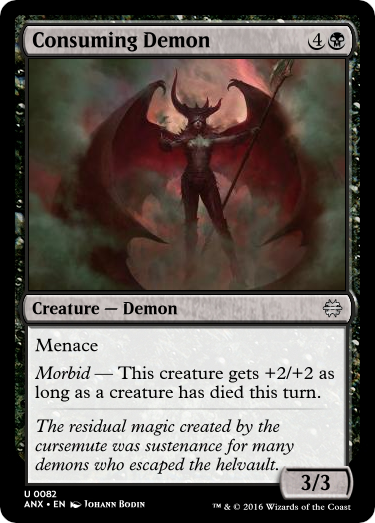 Consuming Demon 4
Creature — Demon
Menace
Morbid — This creature gets +2/+2 as
long as a creature has died this turn.
The residual magic created by the
cursemute was sustenance for many
demons who escaped the helvault.
3/3
U 0082
ANX • EN Johann Bodin
™ & © 2016 Wizards of the Coast